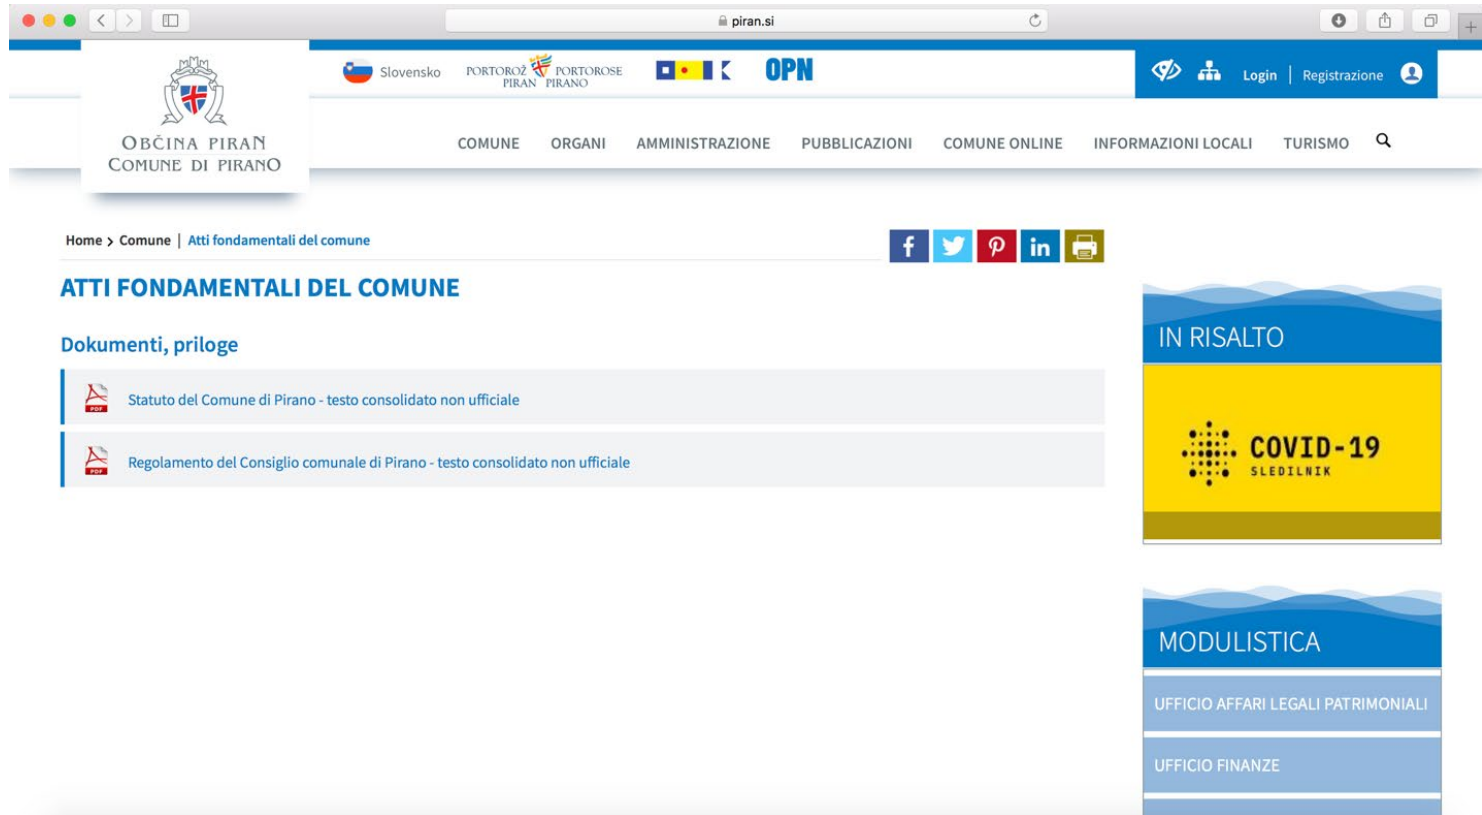 piran.si
Slovensko
PORTOROŽ PORTOROSE
PIRAN PIRANO
OPN
Login | Registrazione
OBČINA PIRAN
COMUNE DI PIRANO
COMUNE ORGANI AMMINISTRAZIONE PUBBLICAZIONI COMUNE ONLINE INFORMAZIONI LOCALI TURISMO
Home > Comune | Atti fondamentali del comune
ATTI FONDAMENTALI DEL COMUNE
Dokumenti, priloge
PDF
Statuto del Comune di Pirano - testo consolidato non ufficiale
PDF
Regolamento del Consiglio comunale di Pirano - testo consolidato non ufficiale
IN RISALTO
COVID-19
SLEDILNIK
MODULISTICA
UFFICIO AFFARI LEGALI PATRIMONIALI
UFFICIO FINANZE